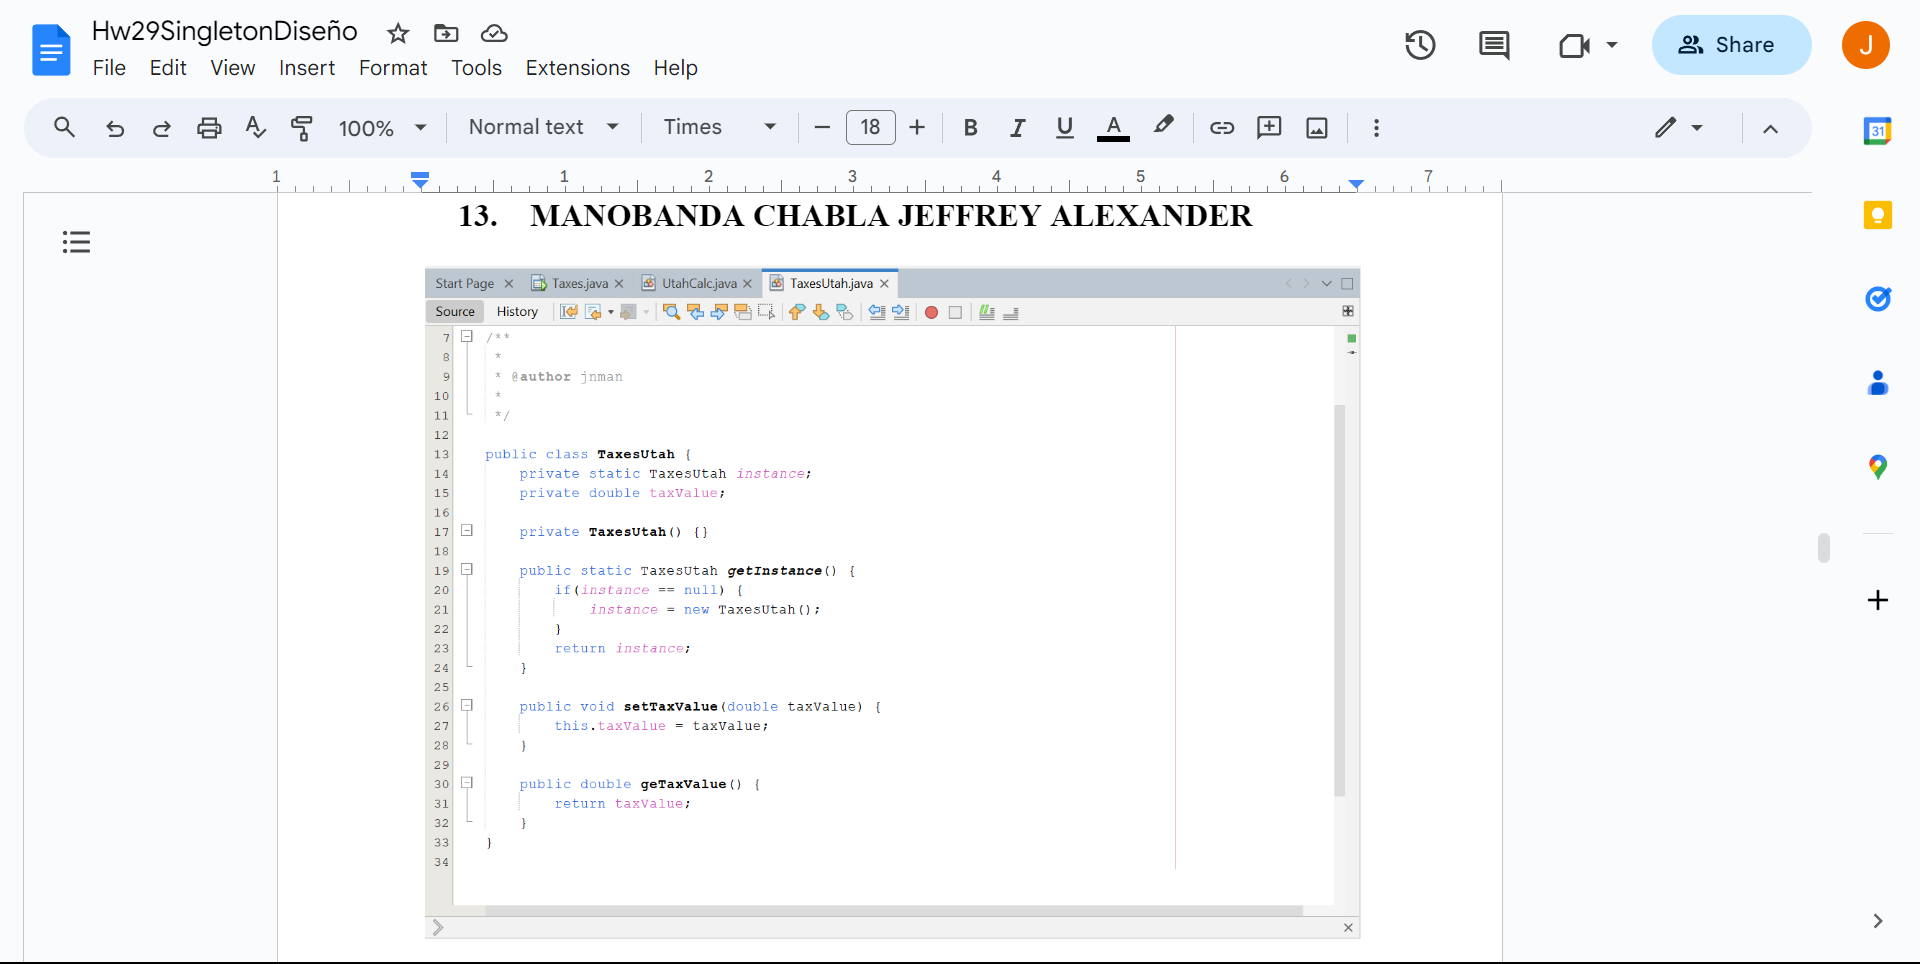 Hw29SingletonDiseño
File Edit View Insert Format Tools Extensions Help
Share
J
100% Normal text Times 18 B I U A
31
1 1 2 3 4 5 6 7
13. MANOBANDA CHABLA JEFFREY ALEXANDER
Start Page Taxes.java UtahCalc.java TaxesUtah.java
Source History
7 /**
8 *
9 * @author jnman
10 *
11 */
12
13 public class TaxesUtah {
14 private static TaxesUtah instance;
15 private double taxValue;
16
17 private TaxesUtah() {}
18
19 public static TaxesUtah getInstance() {
20 if(instance == null) {
21 instance = new TaxesUtah();
22 }
23 return instance;
24 }
25
26 public void setTaxValue(double taxValue) {
27 this.taxValue = taxValue;
28 }
29
30 public double geTaxValue() {
31 return taxValue;
32 }
33 }
34